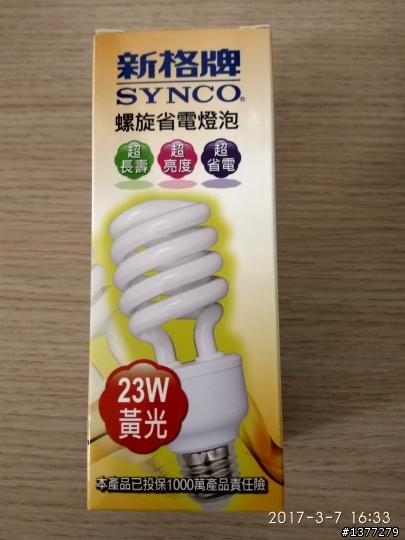 新格牌
SYNCO®
螺旋省電燈泡
超長壽
超亮度
超省電
23W
黃光
本產品已投保1000萬產品責任險
2017-3-7 16:33
#1377279